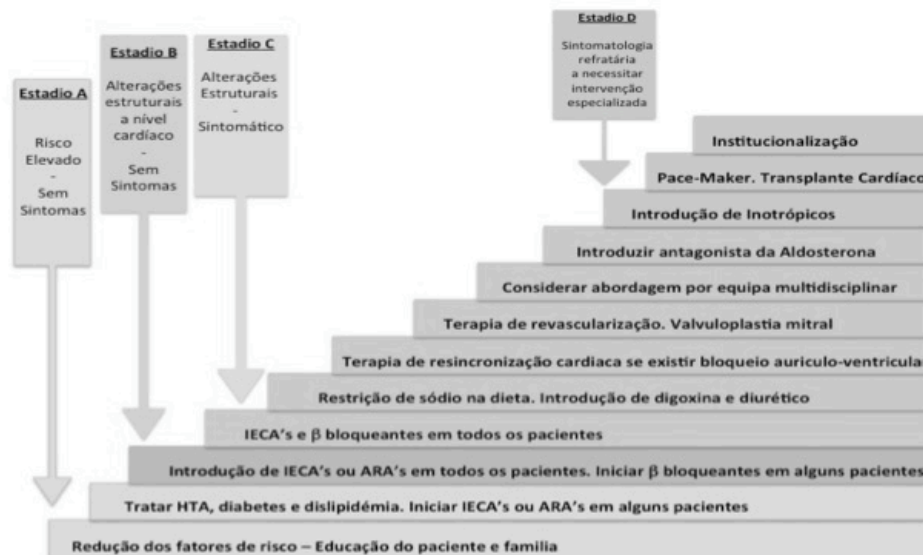 Estadio A
Risco
Elevado
-
Sem
Sintomas
Estadio B
Alterações
estruturais
a nível
cardíaco
-
Sem
Sintomas
Estadio C
Alterações
Estruturais
-
Sintomático
Estadio D
Sintomatologia
refratária
a necessitar
intervenção
especializada
Institucionalização
Pace-Maker. Transplante Cardíaco
Introdução de Inotrópicos
Introduzir antagonista da Aldosterona
Considerar abordagem por equipa multidisciplinar
Terapia de revascularização. Valvuloplastia mitral
Terapia de resincronização cardiaca se existir bloqueio auriculo-ventricular
Restrição de sódio na dieta. Introdução de digoxina e diurético
IECA's e β bloqueantes em todos os pacientes
Introdução de IECA's ou ARA's em todos os pacientes. Iniciar β bloqueantes em alguns pacientes
Tratar HTA, diabetes e dislipidémia. Iniciar IECA's ou ARA's em alguns pacientes
Redução dos fatores de risco – Educação do paciente e familia